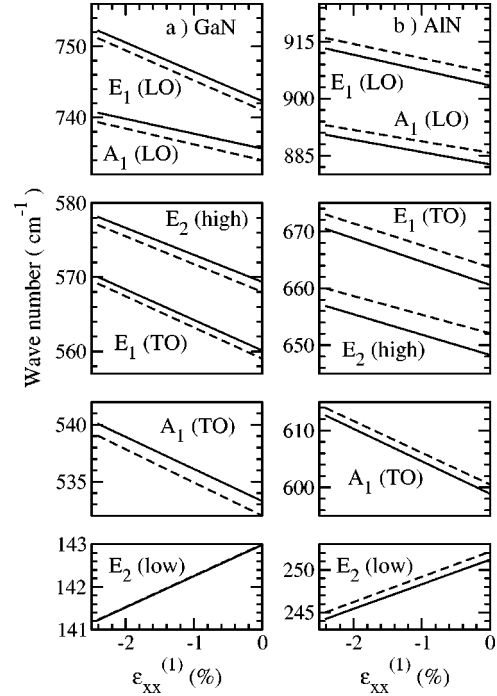 a ) GaN
b ) AlN
750
740
E₁ (LO)
A₁ (LO)
915
900
885
E₁ (LO)
A₁ (LO)
580
570
560
E₂ (high)
E₁ (TO)
670
660
650
E₁ (TO)
E₂ (high)
540
535
A₁ (TO)
615
600
A₁ (TO)
143
142
141
E₂ (low)
252
245
E₂ (low)
-2 -1 0
-2 -1 0
εₓₓ⁽¹⁾ (%)
εₓₓ⁽¹⁾ (%)
Wave number ( cm⁻¹ )